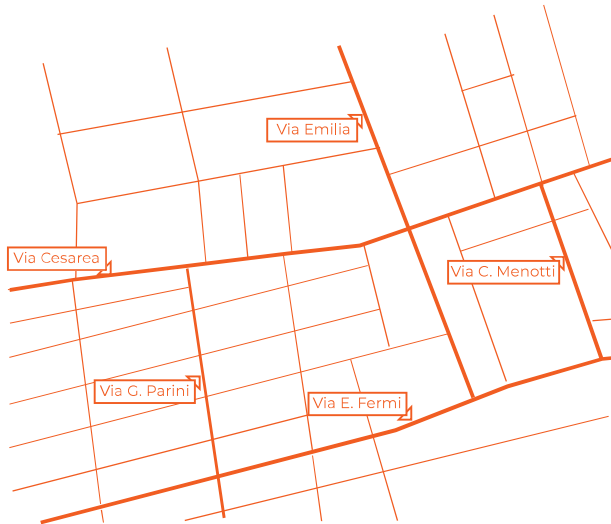 Via Emilia
Via Cesarea
Via C. Menotti
Via G. Parini
Via E. Fermi